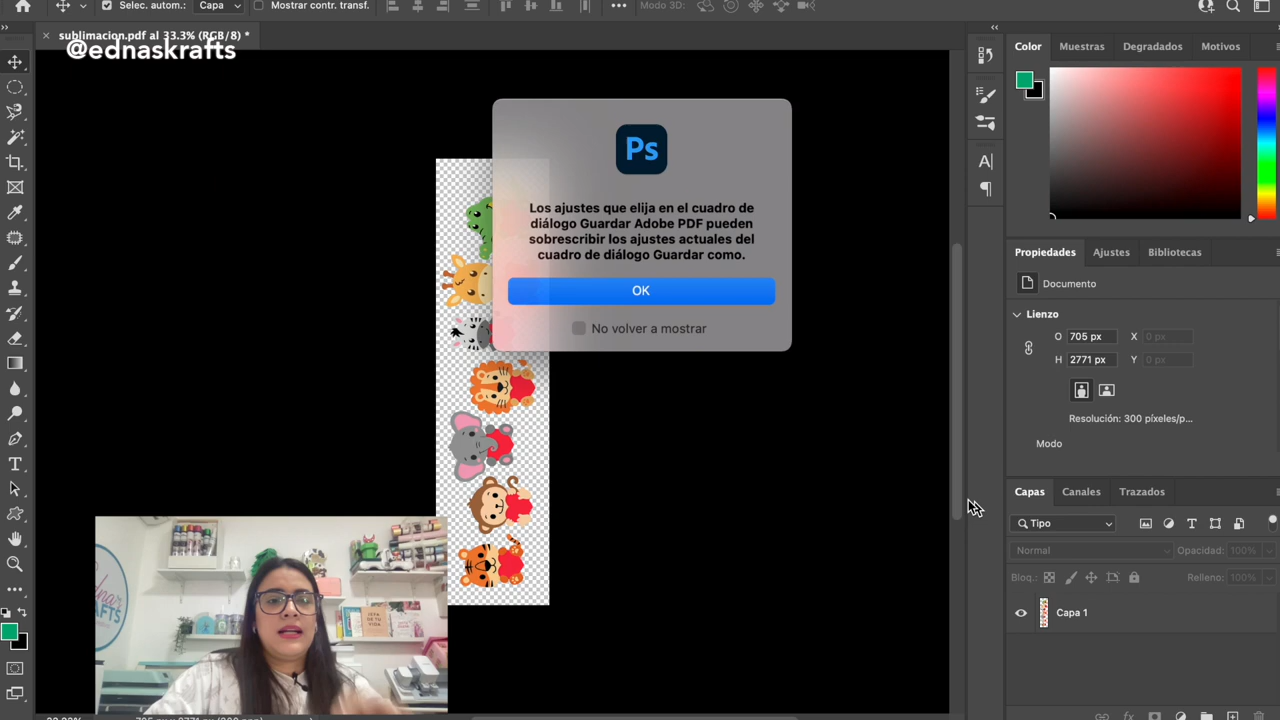 Selec. autom.: Capa Mostrar contr. transf. ••• Modo 3D:
× sublimacion.pdf al 33.3% (RGB/8) *
@ednaskrafts
Color Muestras Degradados Motivos
Ps
Los ajustes que elija en el cuadro de
diálogo Guardar Adobe PDF pueden
sobrescribir los ajustes actuales del
cuadro de diálogo Guardar como.
OK
No volver a mostrar
Propiedades Ajustes Bibliotecas
Documento
Lienzo
O 705 px X 0 px
H 2771 px Y 0 px
Resolución: 300 píxeles/p...
Modo
Capas Canales Trazados
Tipo
Normal Opacidad: 100%
Bloq.: Relleno: 100%
Capa 1